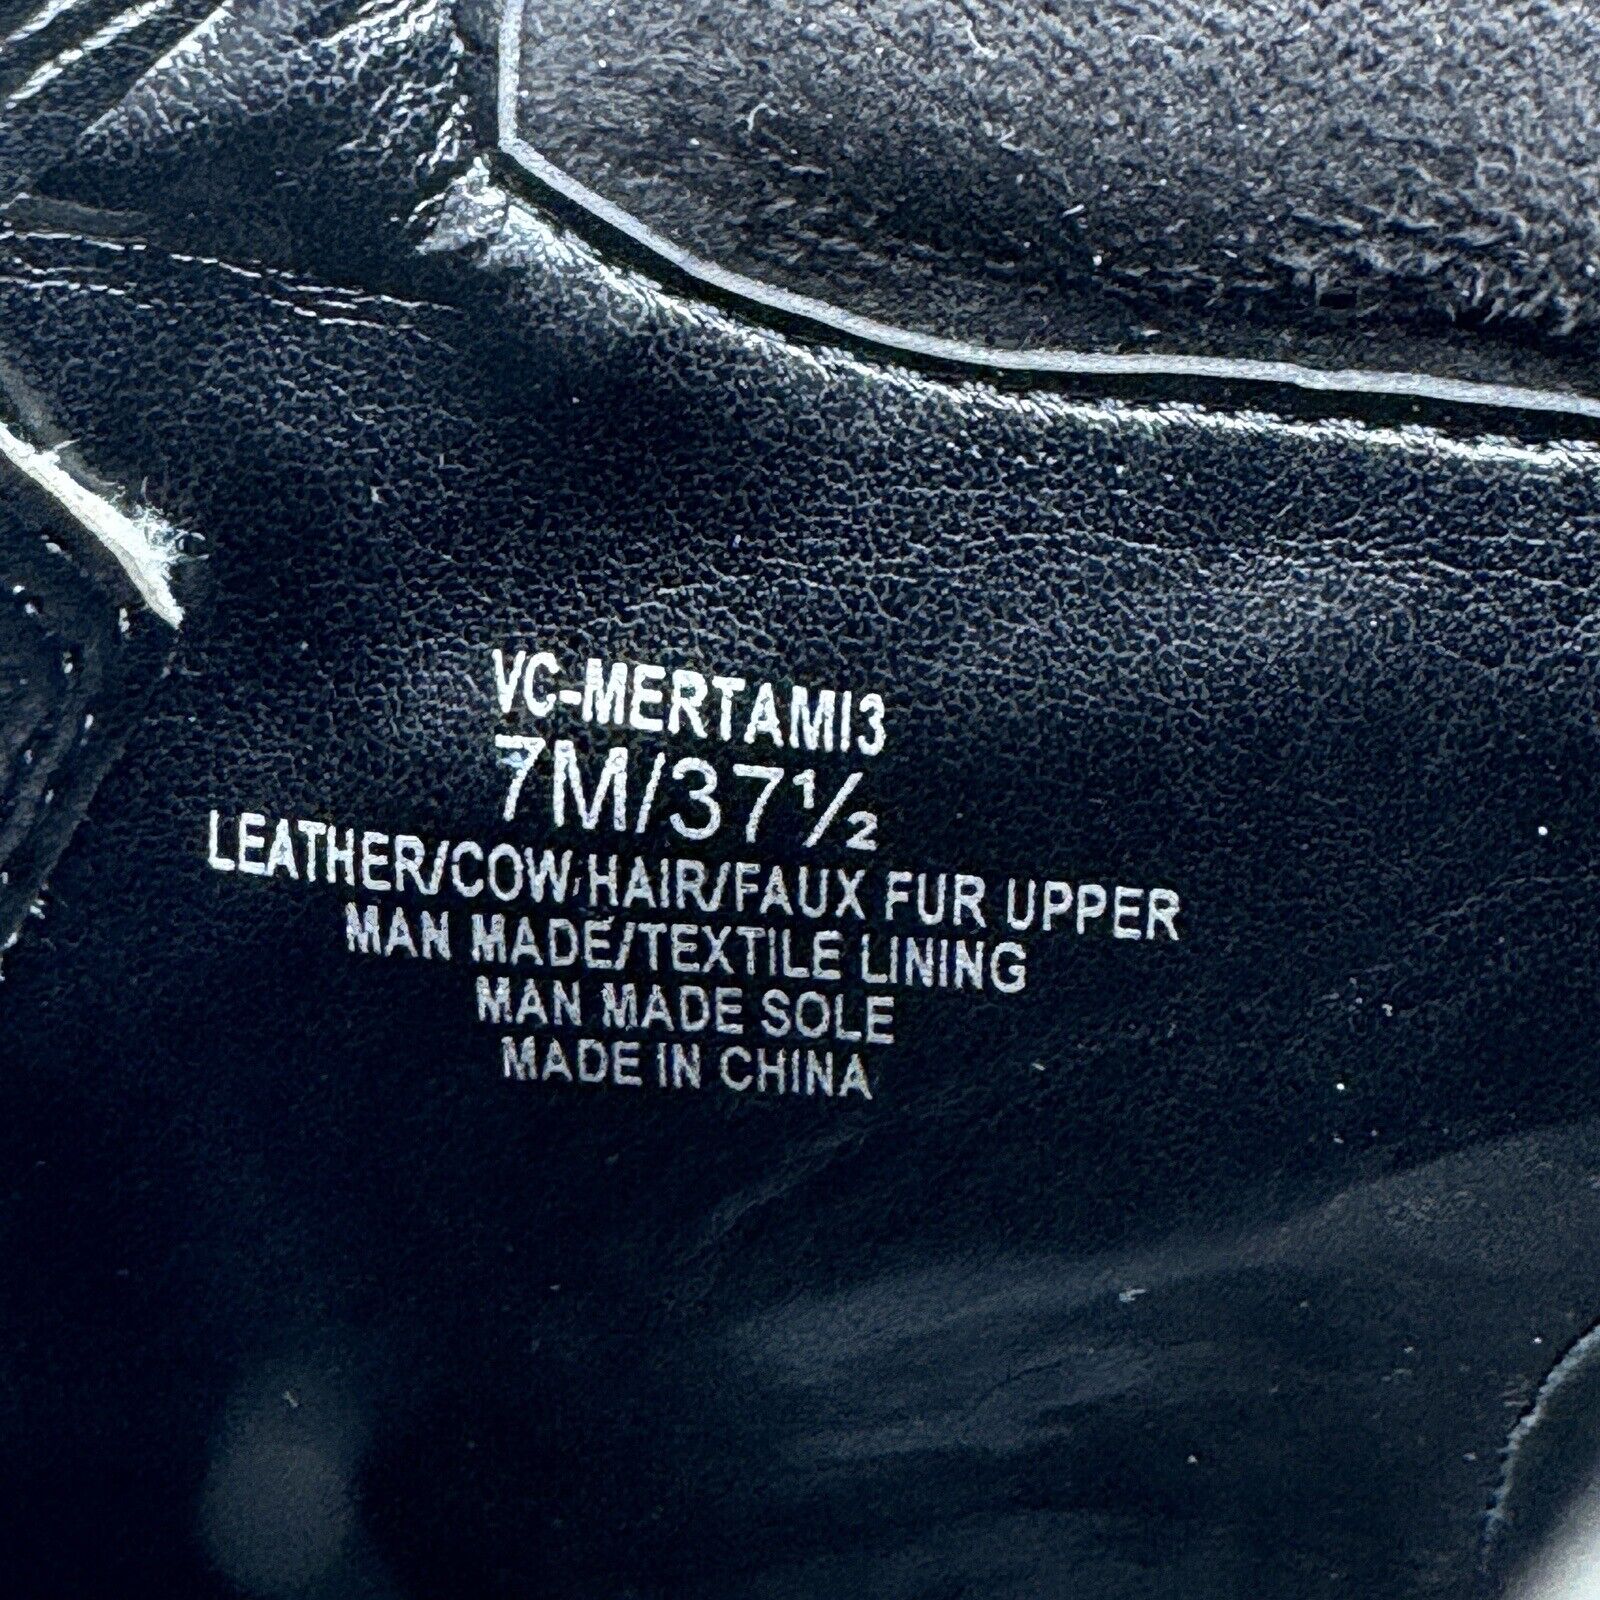 VC-MERTAMI3
7M/37½
LEATHER/COW HAIR/FAUX FUR UPPER
MAN MADE/TEXTILE LINING
MAN MADE SOLE
MADE IN CHINA